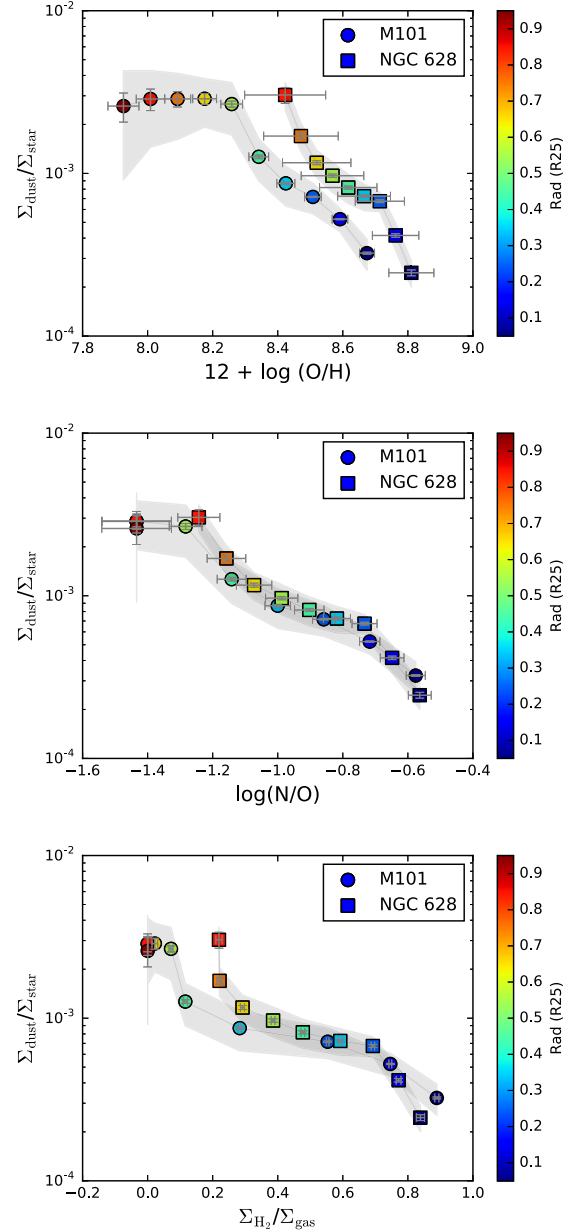 10⁻²
M101
NGC 628
Σdust/Σstar
10⁻³
10⁻⁴
7.8 8.0 8.2 8.4 8.6 8.8 9.0
12 + log (O/H)
0.9
0.8
0.7
0.6
0.5
0.4
0.3
0.2
0.1
Rad (R25)
10⁻²
M101
NGC 628
Σdust/Σstar
10⁻³
10⁻⁴
−1.6 −1.4 −1.2 −1.0 −0.8 −0.6 −0.4
log(N/O)
0.9
0.8
0.7
0.6
0.5
0.4
0.3
0.2
0.1
Rad (R25)
10⁻²
M101
NGC 628
Σdust/Σstar
10⁻³
10⁻⁴
−0.2 0.0 0.2 0.4 0.6 0.8 1.0
ΣH₂/Σgas
0.9
0.8
0.7
0.6
0.5
0.4
0.3
0.2
0.1
Rad (R25)